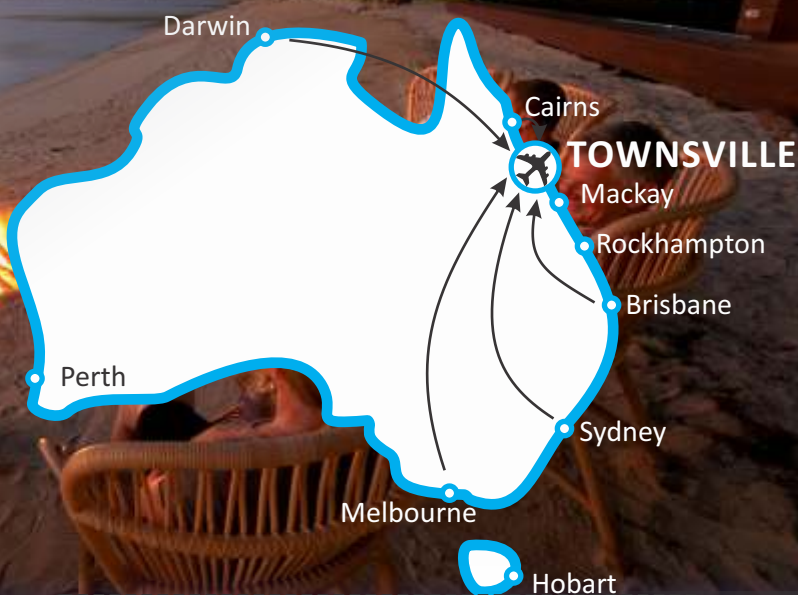 Darwin
Cairns
TOWNSVILLE
Mackay
Rockhampton
Brisbane
Perth
Sydney
Melbourne
Hobart